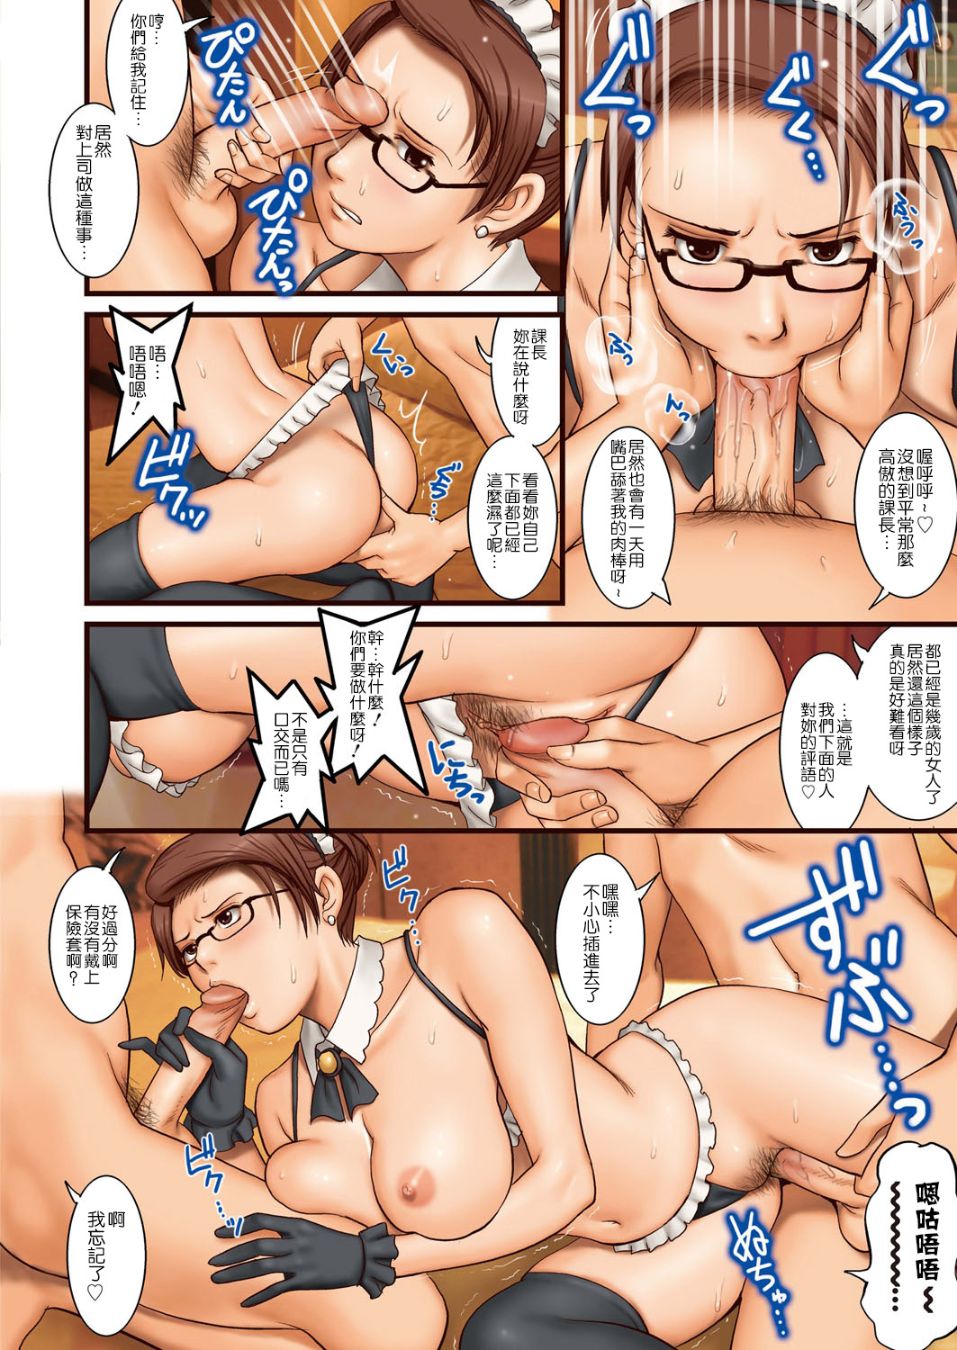 ぐっ
ぐく…
ぐっ
ふぅっ
ふっ
んっ
喔呼呼~♡
沒想到平常那麼
高傲的課長…
居然也會有一天用
嘴巴舔著我的肉棒呀~
哼…
你們給我記住…
居然
對上司做這種事…
ぴたん
ぴたんっ
課長
妳在說什麼呀
看看妳自己
下面都已經
這麼濕了呢…
くいっ
唔…
唔唔嗯!
ビクッ
都已經是幾歲的女人了
居然還這個樣子
真的是好難看呀
…這就是
我們下面的人
對妳的評語♡
幹…幹什麼!
你們要做什麼呀!
不是只有
口交而已嗎…
にちっ
嘿嘿…
不小心插進去了
ずぶ…っ
ビクッ…
好過分啊
有沒有戴上
保險套啊?
啊
我忘記了♡
ビクッ…
ぬちゅ…
嗯咕唔唔~